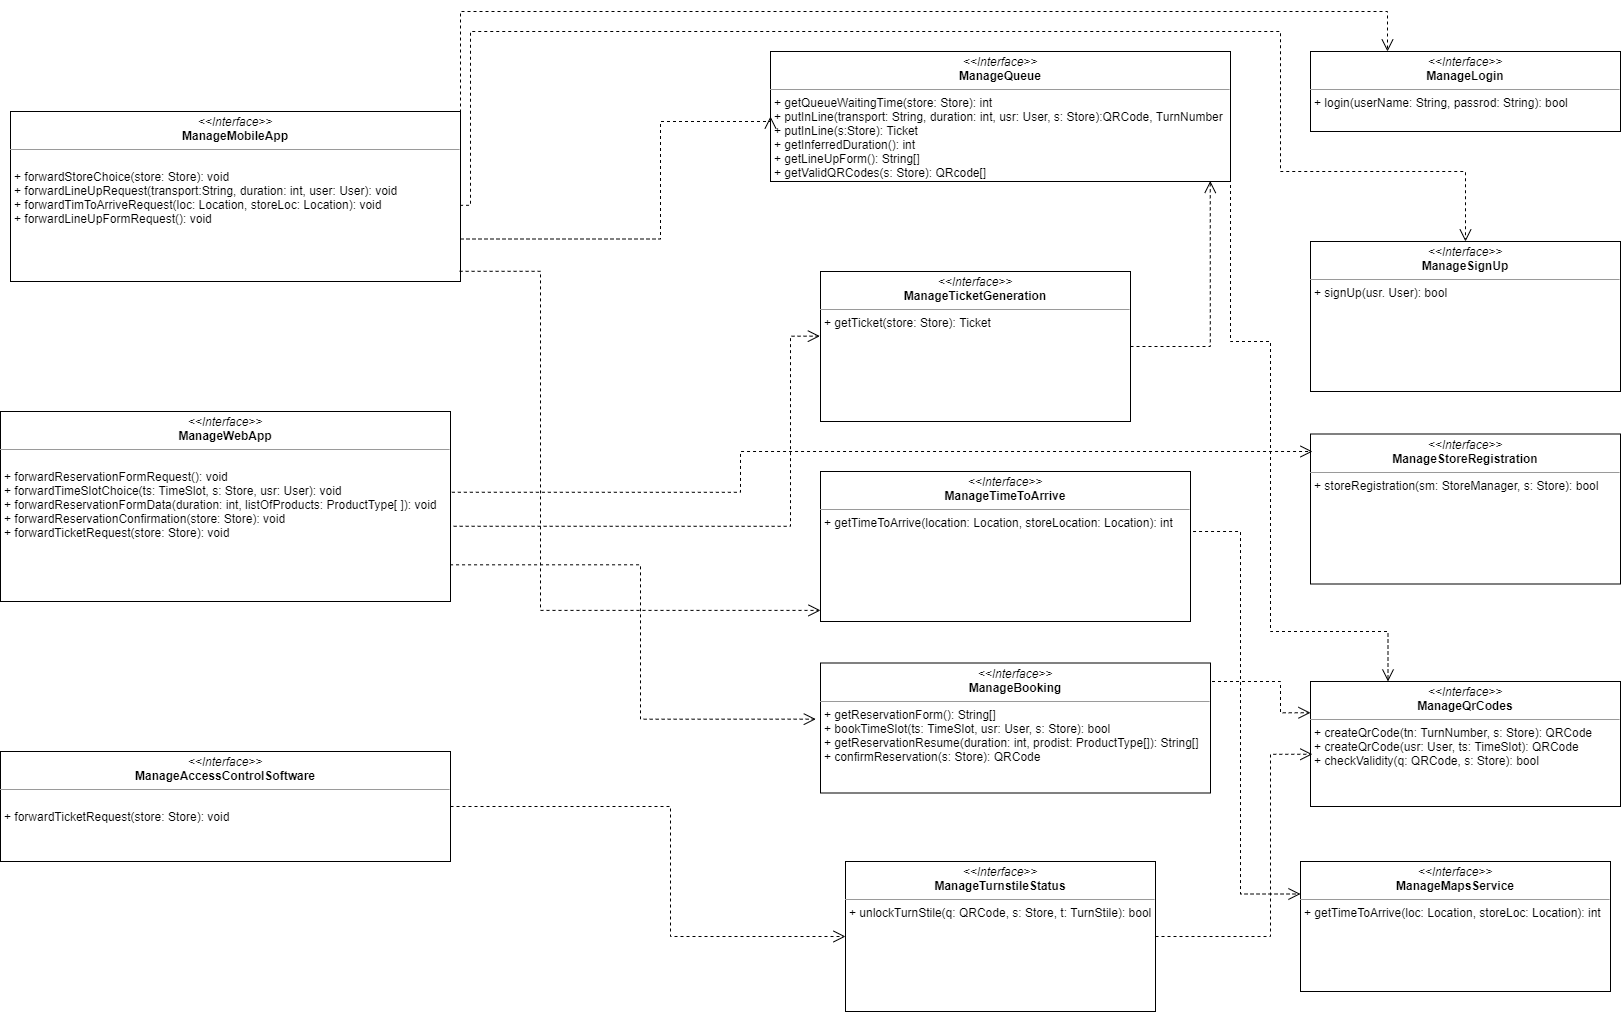 <<Interface>>
ManageMobileApp
+ forwardStoreChoice(store: Store): void
+ forwardLineUpRequest(transport:String, duration: int, user: User): void
+ forwardTimToArriveRequest(loc: Location, storeLoc: Location): void
+ forwardLineUpFormRequest(): void
<<Interface>>
ManageQueue
+ getQueueWaitingTime(store: Store): int
+ putInLine(transport: String, duration: int, usr: User, s: Store):QRCode, TurnNumber
+ putInLine(s:Store): Ticket
+ getInferredDuration(): int
+ getLineUpForm(): String[]
+ getValidQRCodes(s: Store): QRcode[]
<<Interface>>
ManageLogin
+ login(userName: String, passrod: String): bool
<<Interface>>
ManageSignUp
+ signUp(usr. User): bool
<<Interface>>
ManageTicketGeneration
+ getTicket(store: Store): Ticket
<<Interface>>
ManageWebApp
+ forwardReservationFormRequest(): void
+ forwardTimeSlotChoice(ts: TimeSlot, s: Store, usr: User): void
+ forwardReservationFormData(duration: int, listOfProducts: ProductType[ ]): void
+ forwardReservationConfirmation(store: Store): void
+ forwardTicketRequest(store: Store): void
<<Interface>>
ManageStoreRegistration
+ storeRegistration(sm: StoreManager, s: Store): bool
<<Interface>>
ManageTimeToArrive
+ getTimeToArrive(location: Location, storeLocation: Location): int
<<Interface>>
ManageBooking
+ getReservationForm(): String[]
+ bookTimeSlot(ts: TimeSlot, usr: User, s: Store): bool
+ getReservationResume(duration: int, prodist: ProductType[]): String[]
+ confirmReservation(s: Store): QRCode
<<Interface>>
ManageQrCodes
+ createQrCode(tn: TurnNumber, s: Store): QRCode
+ createQrCode(usr: User, ts: TimeSlot): QRCode
+ checkValidity(q: QRCode, s: Store): bool
<<Interface>>
ManageAccessControlSoftware
+ forwardTicketRequest(store: Store): void
<<Interface>>
ManageTurnstileStatus
+ unlockTurnStile(q: QRCode, s: Store, t: TurnStile): bool
<<Interface>>
ManageMapsService
+ getTimeToArrive(loc: Location, storeLoc: Location): int